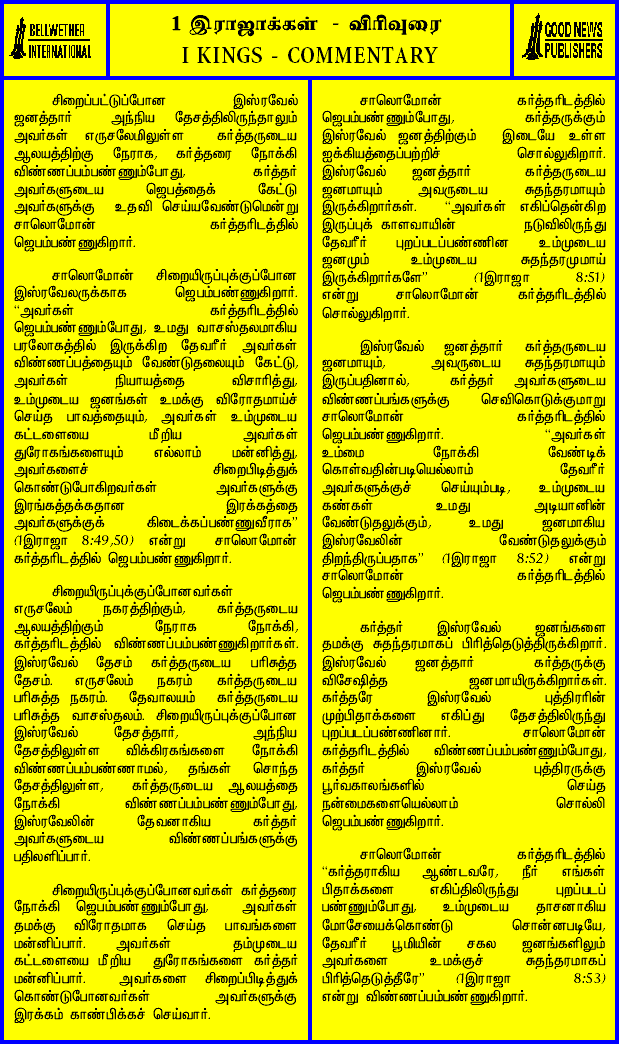 BELLWETHER
INTERNATIONAL
1 இராஜாக்கள் - விரிவுரை
I KINGS - COMMENTARY
GOOD NEWS
PUBLISHERS
சிறைப்பட்டுப்போன இஸ்ரவேல்
ஜனத்தார் அந்நிய தேசத்திலிருந்தாலும்
அவர்கள் எருசலேமிலுள்ள கர்த்தருடைய
ஆலயத்திற்கு நேராக, கர்த்தரை நோக்கி
விண்ணப்பம்பண்ணும்போது, கர்த்தர்
அவர்களுடைய ஜெபத்தைக் கேட்டு
அவர்களுக்கு உதவி செய்யவேண்டுமென்று
சாலொமோன் கர்த்தரிடத்தில்
ஜெபம்பண்ணுகிறார்.
சாலொமோன் சிறையிருப்புக்குப்போன
இஸ்ரவேலருக்காக ஜெபம்பண்ணுகிறார்.
“அவர்கள் கர்த்தரிடத்தில்
ஜெபம்பண்ணும்போது, உமது வாசஸ்தலமாகிய
பரலோகத்தில் இருக்கிற தேவரீர் அவர்கள்
விண்ணப்பத்தையும் வேண்டுதலையும் கேட்டு,
அவர்கள் நியாயத்தை விசாரித்து,
உம்முடைய ஜனங்கள் உமக்கு விரோதமாய்ச்
செய்த பாவத்தையும், அவர்கள் உம்முடைய
கட்டளையை மீறிய அவர்கள்
துரோகங்களையும் எல்லாம் மன்னித்து,
அவர்களைச் சிறைபிடித்துக்
கொண்டுபோகிறவர்கள் அவர்களுக்கு
இரங்கத்தக்கதான இரக்கத்தை
அவர்களுக்குக் கிடைக்கப்பண்ணுவீராக”
(1இராஜா 8:49,50) என்று சாலொமோன்
கர்த்தரிடத்தில் ஜெபம்பண்ணுகிறார்.
சிறையிருப்புக்குப்போனவர்கள்
எருசலேம் நகரத்திற்கும், கர்த்தருடைய
ஆலயத்திற்கும் நேராக நோக்கி,
கர்த்தரிடத்தில் விண்ணப்பம்பண்ணுகிறார்கள்.
இஸ்ரவேல் தேசம் கர்த்தருடைய பரிசுத்த
தேசம். எருசலேம் நகரம் கர்த்தருடைய
பரிசுத்த நகரம். தேவாலயம் கர்த்தருடைய
பரிசுத்த வாசஸ்தலம். சிறையிருப்புக்குப்போன
இஸ்ரவேல் தேசத்தார், அந்நிய
தேசத்திலுள்ள விக்கிரகங்களை நோக்கி
விண்ணப்பம்பண்ணாமல், தங்கள் சொந்த
தேசத்திலுள்ள, கர்த்தருடைய ஆலயத்தை
நோக்கி விண்ணப்பம்பண்ணும்போது,
இஸ்ரவேலின் தேவனாகிய கர்த்தர்
அவர்களுடைய விண்ணப்பங்களுக்கு
பதிலளிப்பார்.
சிறையிருப்புக்குப்போனவர்கள் கர்த்தரை
நோக்கி ஜெபம்பண்ணும்போது, அவர்கள்
தமக்கு விரோதமாக செய்த பாவங்களை
மன்னிப்பார். அவர்கள் தம்முடைய
கட்டளையை மீறிய துரோகங்களை கர்த்தர்
மன்னிப்பார். அவர்களை சிறைப்பிடித்துக்
கொண்டுபோனவர்கள் அவர்களுக்கு
இரக்கம் காண்பிக்கச் செய்வார்.
சாலொமோன் கர்த்தரிடத்தில்
ஜெபம்பண்ணும்போது, கர்த்தருக்கும்
இஸ்ரவேல் ஜனத்திற்கும் இடையே உள்ள
ஐக்கியத்தைப்பற்றிச் சொல்லுகிறார்.
இஸ்ரவேல் ஜனத்தார் கர்த்தருடைய
ஜனமாயும் அவருடைய சுதந்தரமாயும்
இருக்கிறார்கள். “அவர்கள் எகிப்தென்கிற
இருப்புக் காளவாயின் நடுவிலிருந்து
தேவரீர் புறப்படப்பண்ணின உம்முடைய
ஜனமும் உம்முடைய சுதந்தரமுமாய்
இருக்கிறார்களே” (1இராஜா 8:51)
என்று சாலொமோன் கர்த்தரிடத்தில்
சொல்லுகிறார்.
இஸ்ரவேல் ஜனத்தார் கர்த்தருடைய
ஜனமாயும், அவருடைய சுதந்தரமாயும்
இருப்பதினால், கர்த்தர் அவர்களுடைய
விண்ணப்பங்களுக்கு செவிகொடுக்குமாறு
சாலொமோன் கர்த்தரிடத்தில்
ஜெபம்பண்ணுகிறார். “அவர்கள்
உம்மை நோக்கி வேண்டிக்
கொள்வதின்படியெல்லாம் தேவரீர்
அவர்களுக்குச் செய்யும்படி, உம்முடைய
கண்கள் உமது அடியானின்
வேண்டுதலுக்கும், உமது ஜனமாகிய
இஸ்ரவேலின் வேண்டுதலுக்கும்
திறந்திருப்பதாக” (1இராஜா 8:52) என்று
சாலொமோன் கர்த்தரிடத்தில்
ஜெபம்பண்ணுகிறார்.
கர்த்தர் இஸ்ரவேல் ஜனங்களை
தமக்கு சுதந்தரமாகப் பிரித்தெடுத்திருக்கிறார்.
இஸ்ரவேல் ஜனத்தார் கர்த்தருக்கு
விசேஷித்த ஜனமாயிருக்கிறார்கள்.
கர்த்தரே இஸ்ரவேல் புத்திரரின்
முற்பிதாக்களை எகிப்து தேசத்திலிருந்து
புறப்படப்பண்ணினார். சாலொமோன்
கர்த்தரிடத்தில் விண்ணப்பம்பண்ணும்போது,
கர்த்தர் இஸ்ரவேல் புத்திரருக்கு
பூர்வகாலங்களில் செய்த
நன்மைகளையெல்லாம் சொல்லி
ஜெபம்பண்ணுகிறார்.
சாலொமோன் கர்த்தரிடத்தில்
“கர்த்தராகிய ஆண்டவரே, நீர் எங்கள்
பிதாக்களை எகிப்திலிருந்து புறப்படப்
பண்ணும்போது, உம்முடைய தாசனாகிய
மோசேயைக்கொண்டு சொன்னபடியே,
தேவரீர் பூமியின் சகல ஜனங்களிலும்
அவர்களை உமக்குச் சுதந்தரமாகப்
பிரித்தெடுத்தீரே” (1இராஜா 8:53)
என்று விண்ணப்பம்பண்ணுகிறார்.